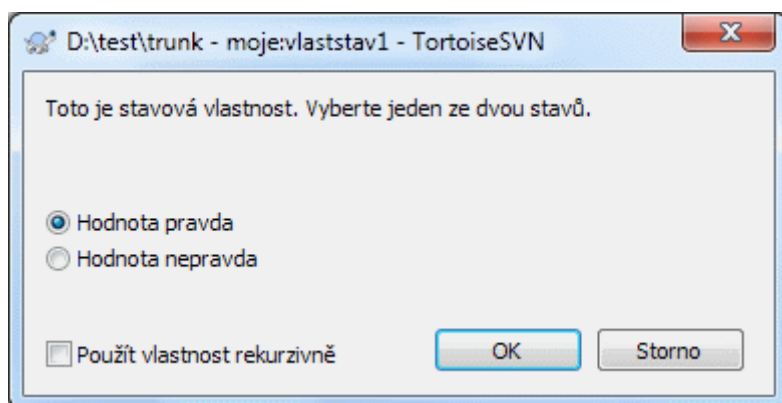 D:\test\trunk - moje:vlaststav1 - TortoiseSVN
Toto je stavová vlastnost. Vyberte jeden ze dvou stavů.
Hodnota pravda
Hodnota nepravda
Použít vlastnost rekurzivně
OK
Storno